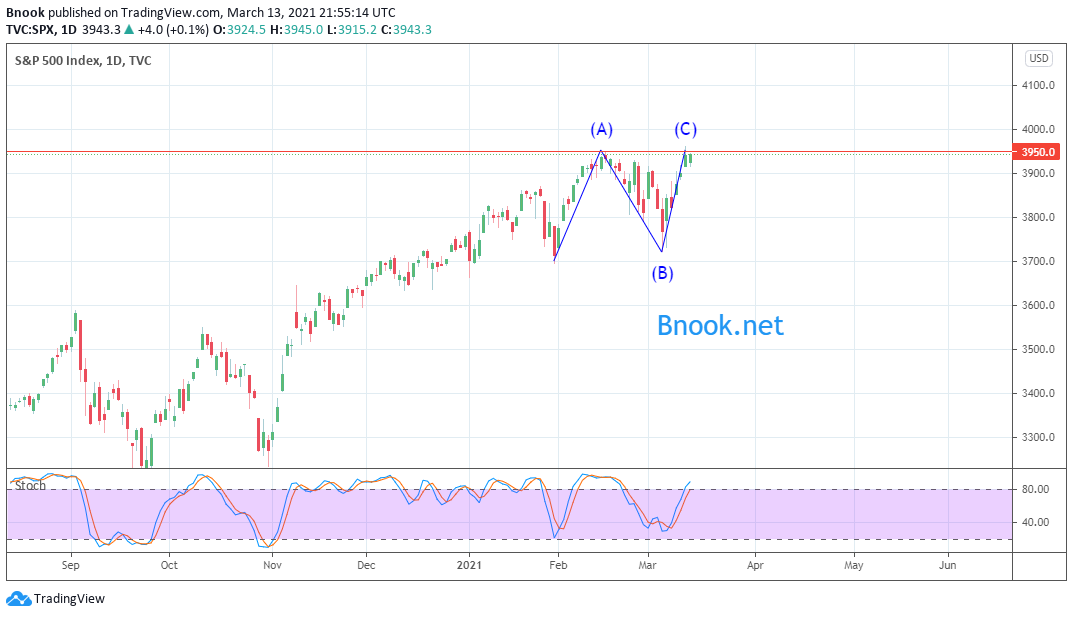 Bnook published on TradingView.com, March 13, 2021 21:55:14 UTC
TVC:SPX, 1D 3943.3 ▲ +4.0 (+0.1%) O:3924.5 H:3945.0 L:3915.2 C:3943.3
S&P 500 Index, 1D, TVC
USD
4100.0
4000.0
3950.0
3900.0
3800.0
3700.0
3600.0
3500.0
3400.0
3300.0
(A)
(C)
(B)
Bnook.net
Stoch
80.00
40.00
Sep Oct Nov Dec 2021 Feb Mar Apr May Jun
TradingView